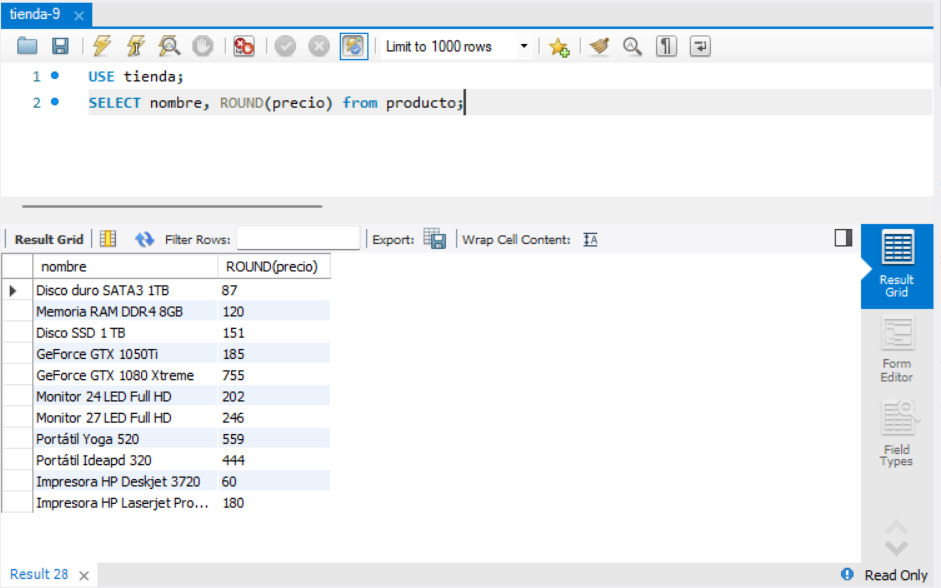 tienda-9
Limit to 1000 rows
1 USE tienda;
2 SELECT nombre, ROUND(precio) from producto;
Result Grid Filter Rows: Export: Wrap Cell Content:
nombre ROUND(precio)
Disco duro SATA3 1TB 87
Memoria RAM DDR4 8GB 120
Disco SSD 1 TB 151
GeForce GTX 1050Ti 185
GeForce GTX 1080 Xtreme 755
Monitor 24 LED Full HD 202
Monitor 27 LED Full HD 246
Portátil Yoga 520 559
Portátil Ideapd 320 444
Impresora HP Deskjet 3720 60
Impresora HP Laserjet Pro... 180
Result
Grid
Form
Editor
Field
Types
Result 28
Read Only